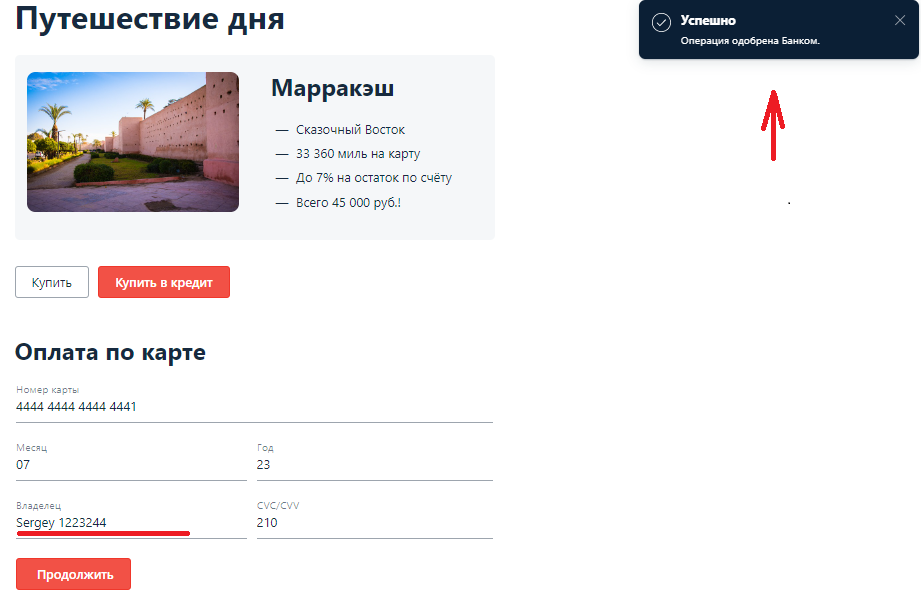 Путешествие дня
Успешно
Операция одобрена Банком.
Марракэш
— Сказочный Восток
— 33 360 миль на карту
— До 7% на остаток по счёту
— Всего 45 000 руб.!
Купить
Купить в кредит
Оплата по карте
Номер карты
4444 4444 4444 4441
Месяц
Год
07
23
Владелец
CVC/CVV
Sergey 1223244
210
Продолжить